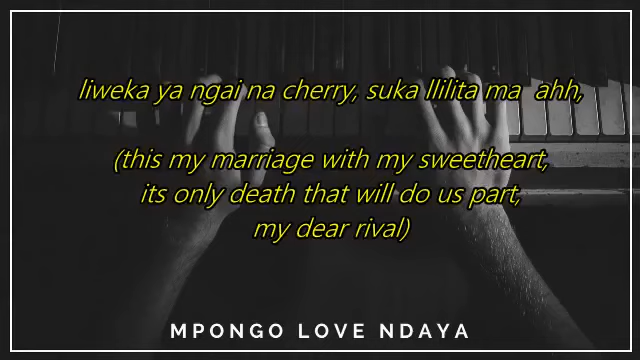 liweka ya ngai na cherry, suka llilita ma ahh,
(this my marriage with my sweetheart,
its only death that will do us part,
my dear rival)
MPONGO LOVE NDAYA